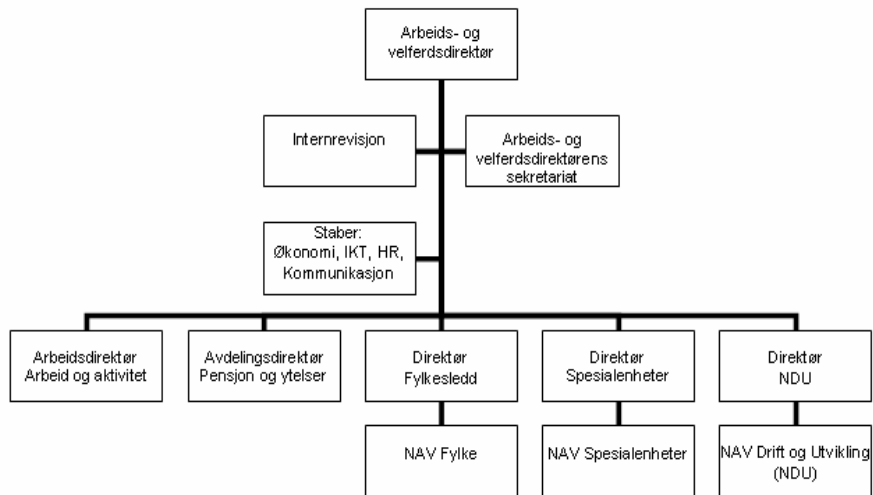 Arbeids- og
velferdsdirektør
Internrevisjon
Arbeids- og
velferdsdirektørens
sekretariat
Staber:
Økonomi, IKT, HR,
Kommunikasjon
Arbeidsdirektør
Arbeid og aktivitet
Avdelingsdirektør
Pensjon og ytelser
Direktør
Fylkesledd
Direktør
Spesialenheter
Direktør
NDU
NAV Fylke
NAV Spesialenheter
NAV Drift og Utvikling
(NDU)